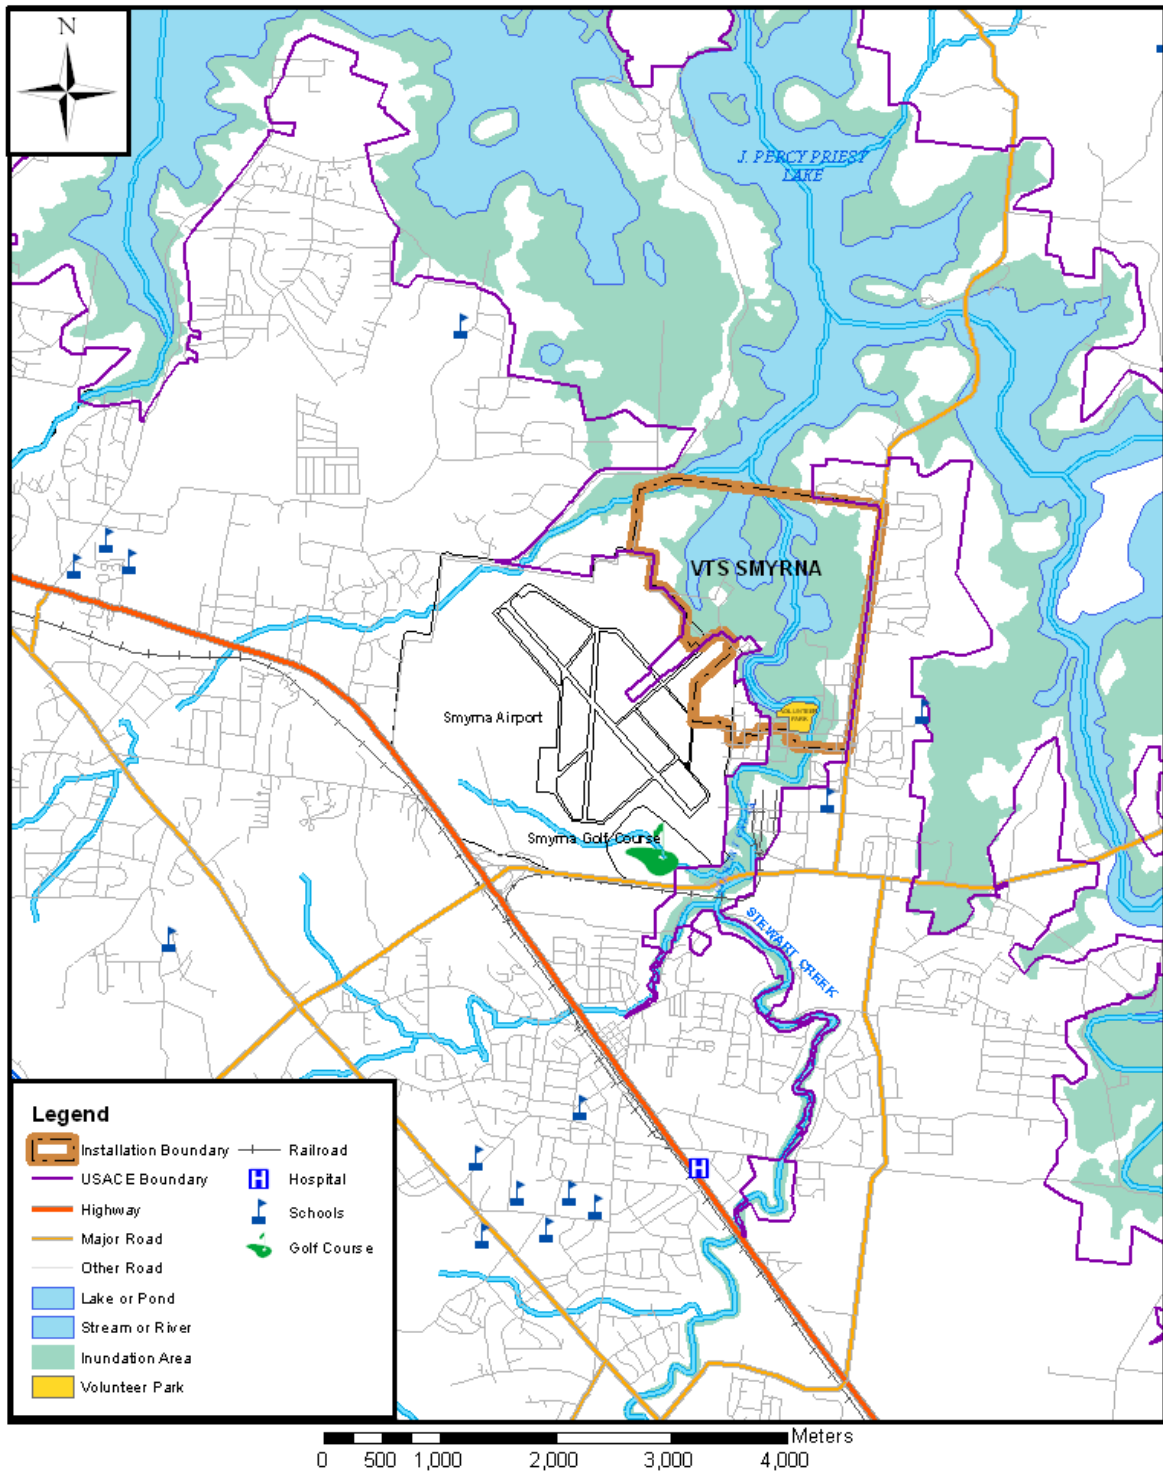 N
J. PERCY PRIEST
LAKE
VTS SMYRNA
VOLUNTEER
PARK
Smyrna Airport
Smyrna Golf Course
STEWART CREEK
H
Legend
Installation Boundary
USACE Boundary
Highway
Major Road
Other Road
Lake or Pond
Stream or River
Inundation Area
Volunteer Park
Railroad
H Hospital
Schools
Golf Course
Meters
0 500 1,000 2,000 3,000 4,000